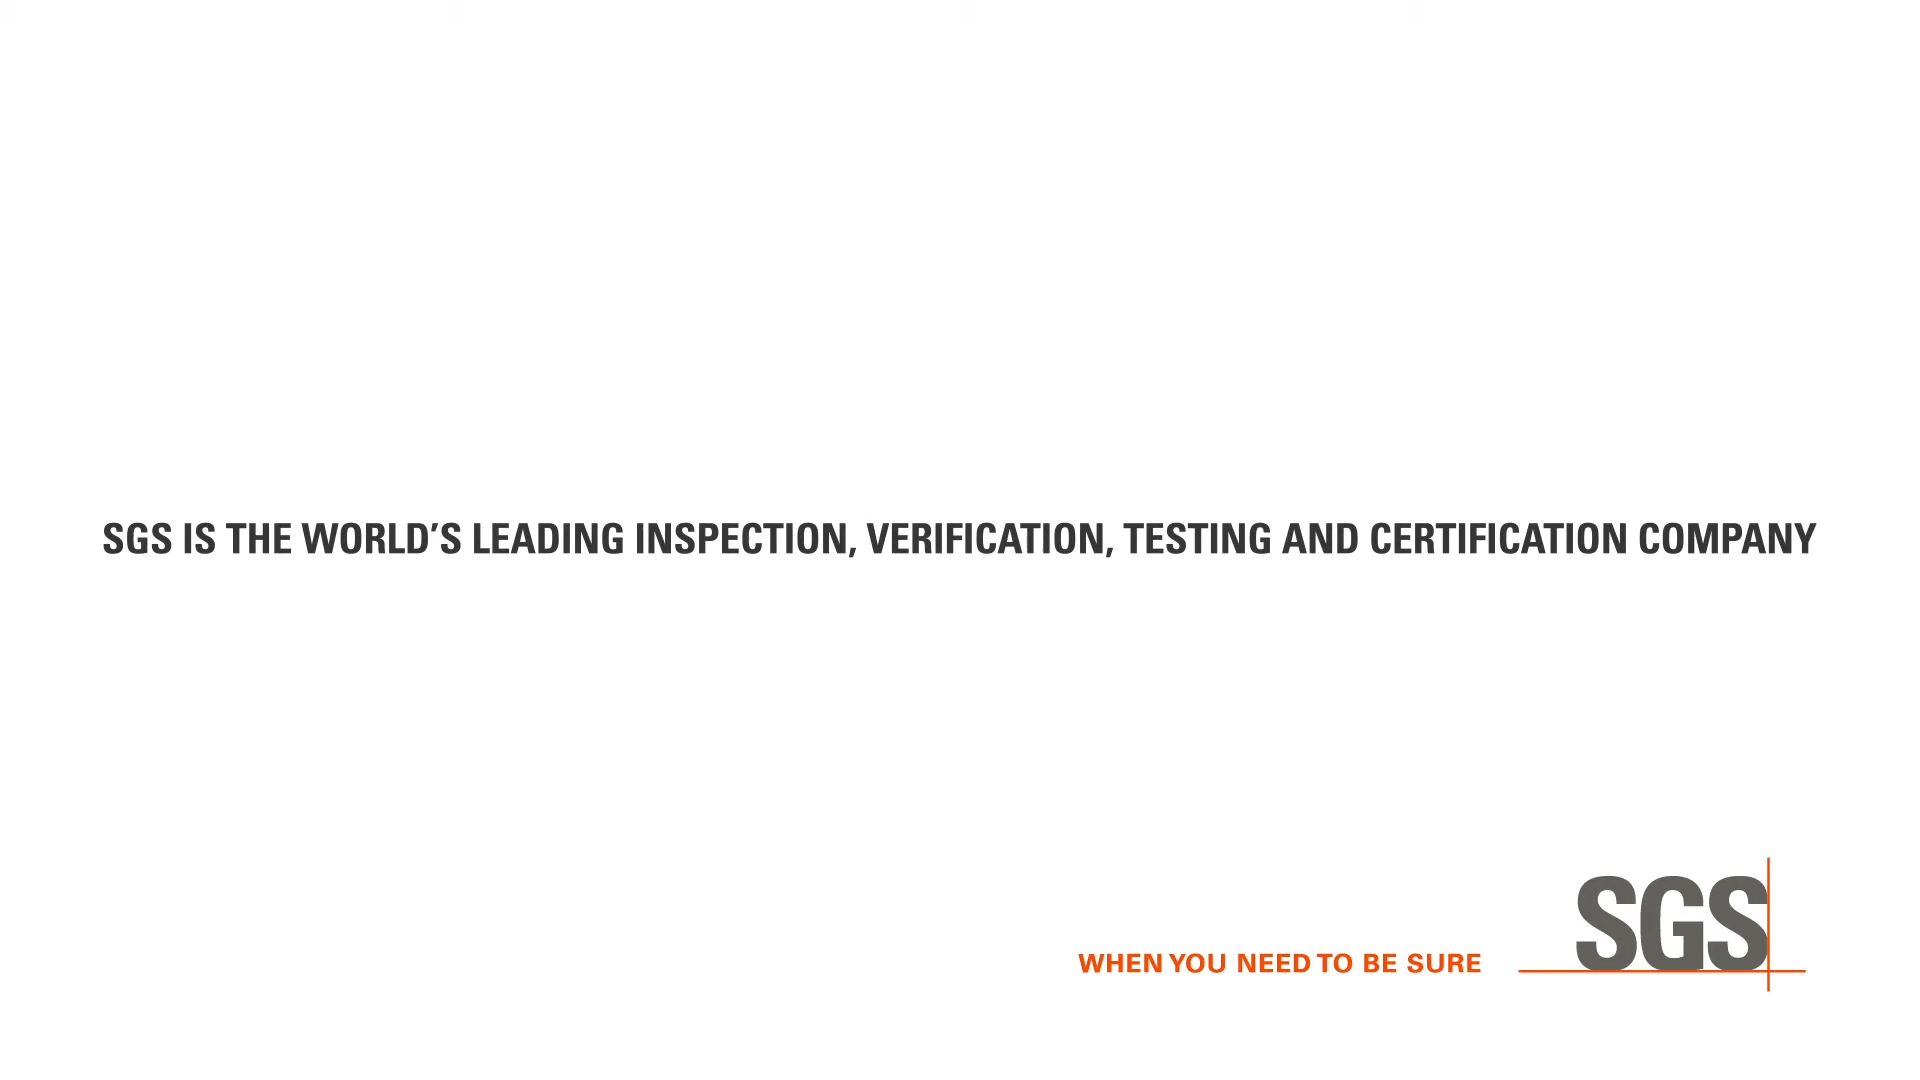 SGS IS THE WORLD’S LEADING INSPECTION, VERIFICATION, TESTING AND CERTIFICATION COMPANY
WHEN YOU NEED TO BE SURE
SGS